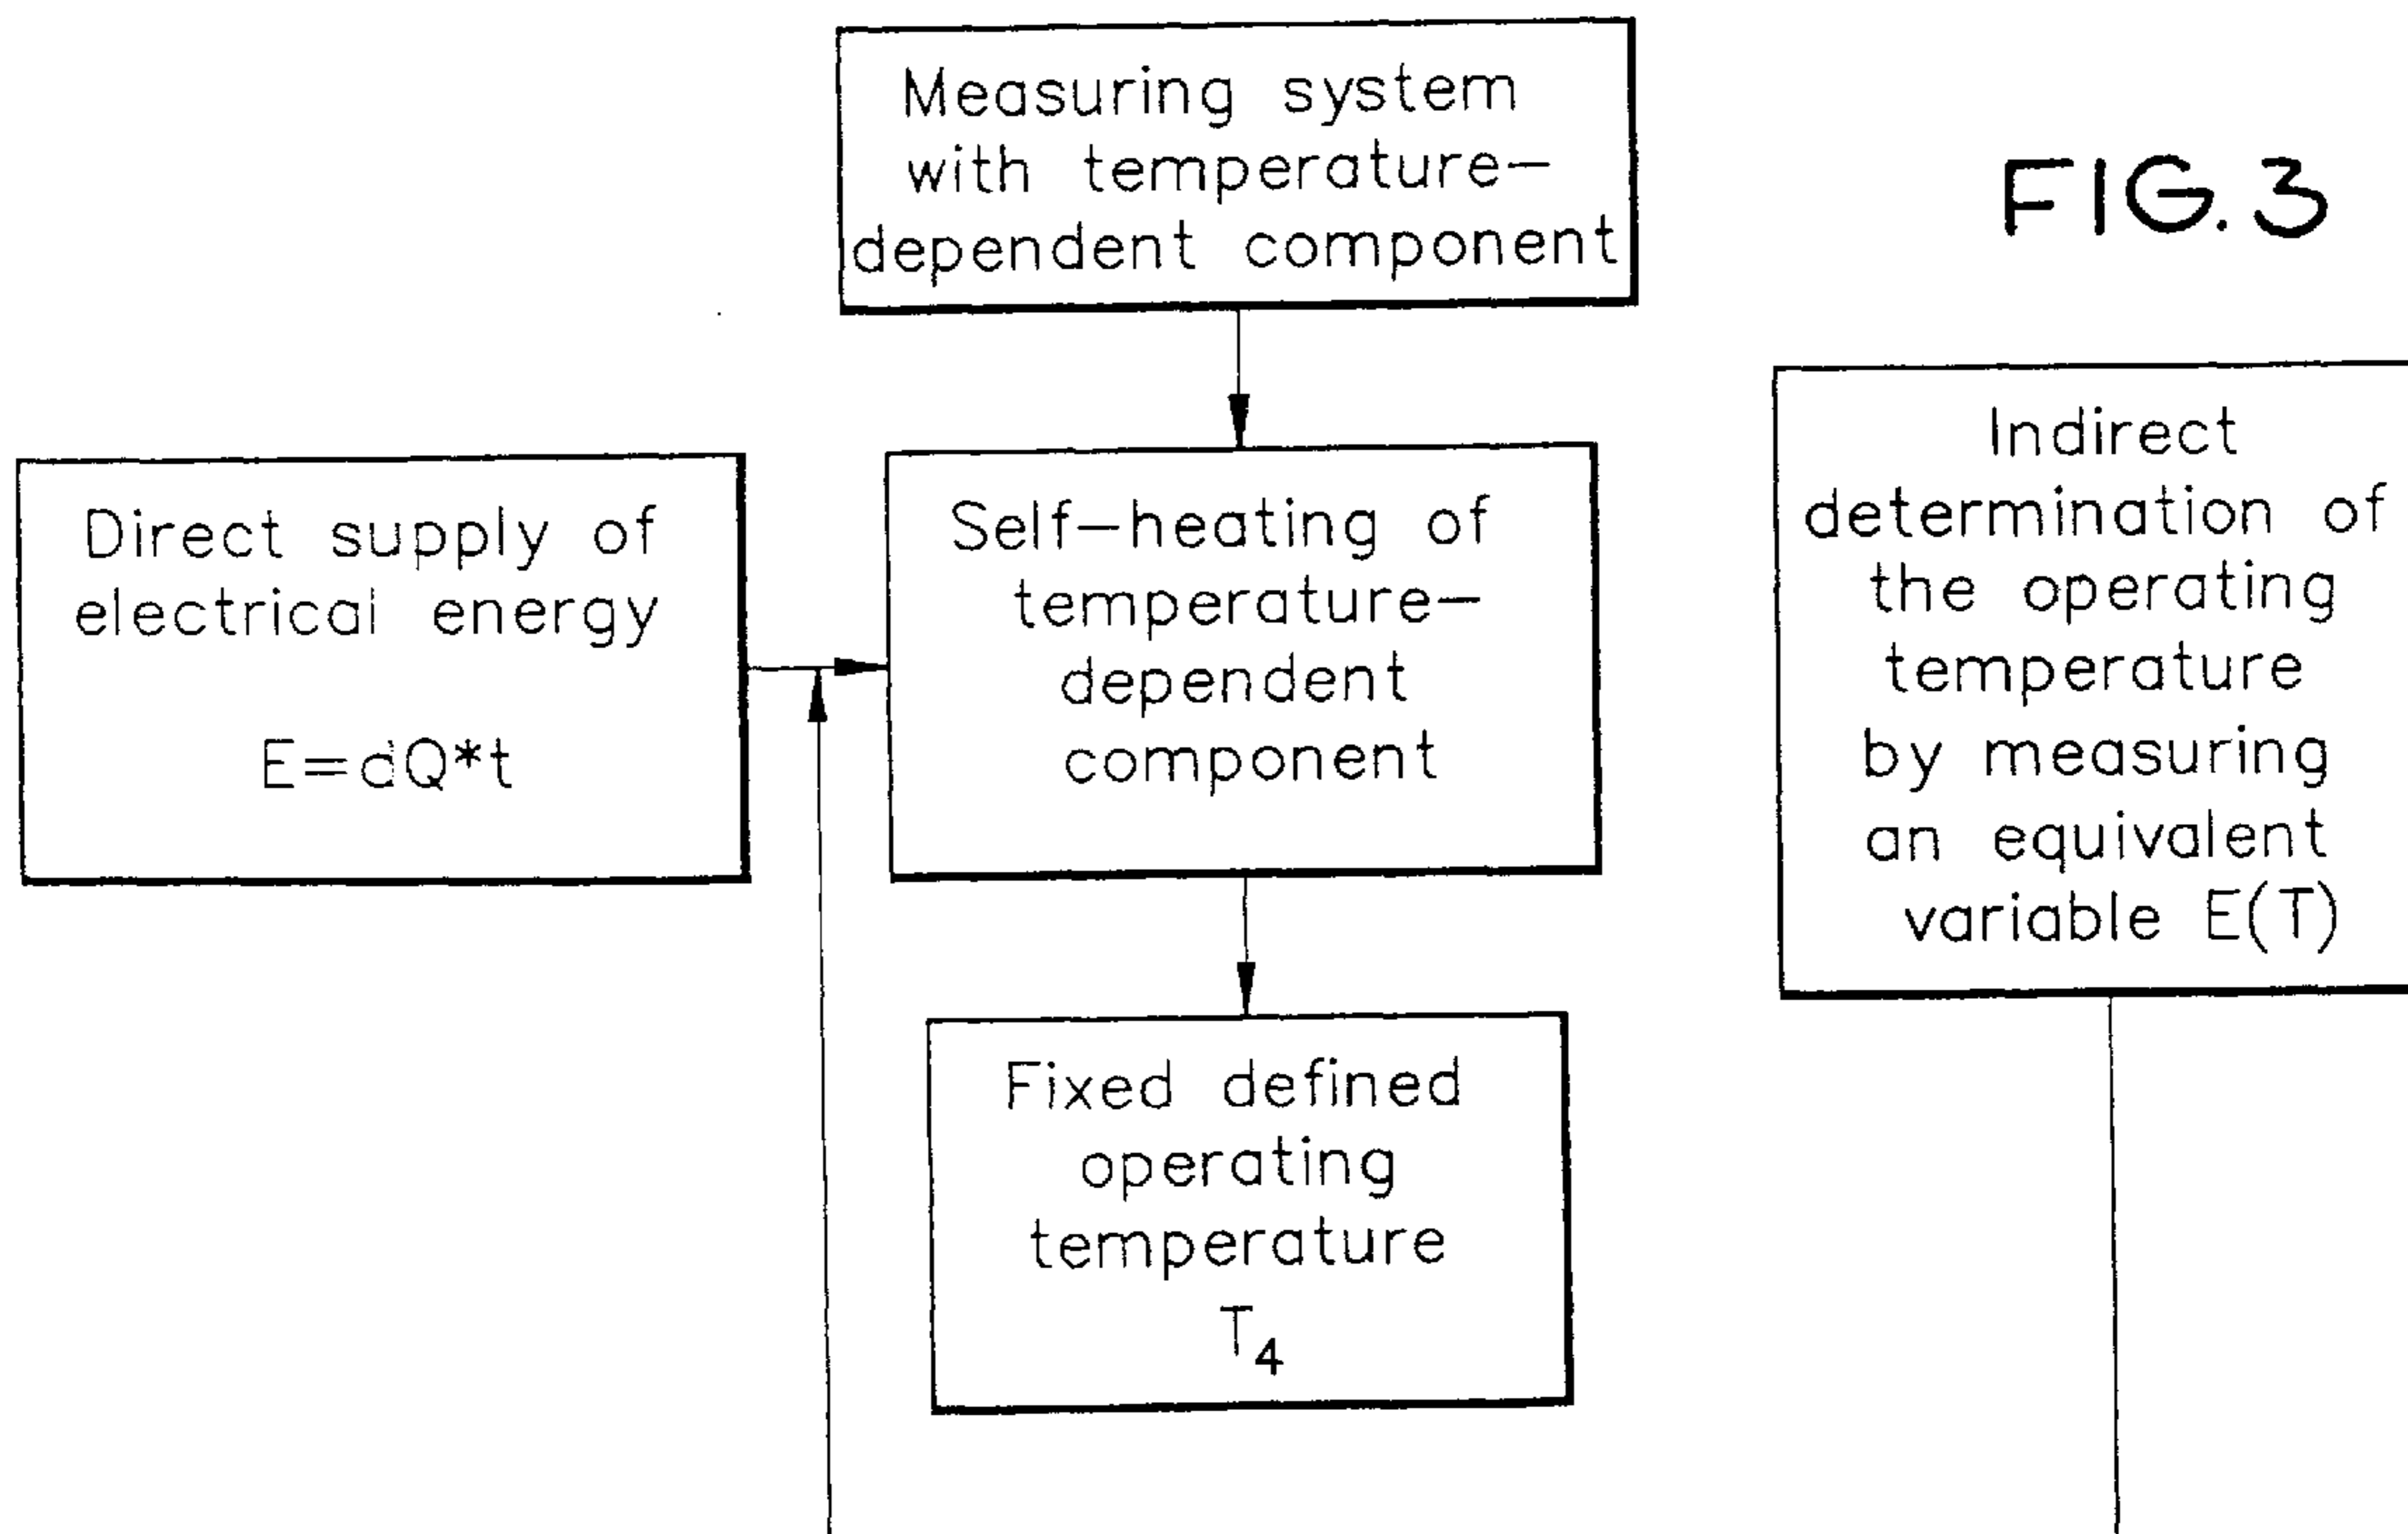 Measuring system
with temperature-
dependent component
FIG. 3
Direct supply of
electrical energy
E=dQ*t
Self-heating of
temperature-
dependent
component
Indirect
determination of
the operating
temperature
by measuring
an equivalent
variable E(T)
Fixed defined
operating
temperature
T4